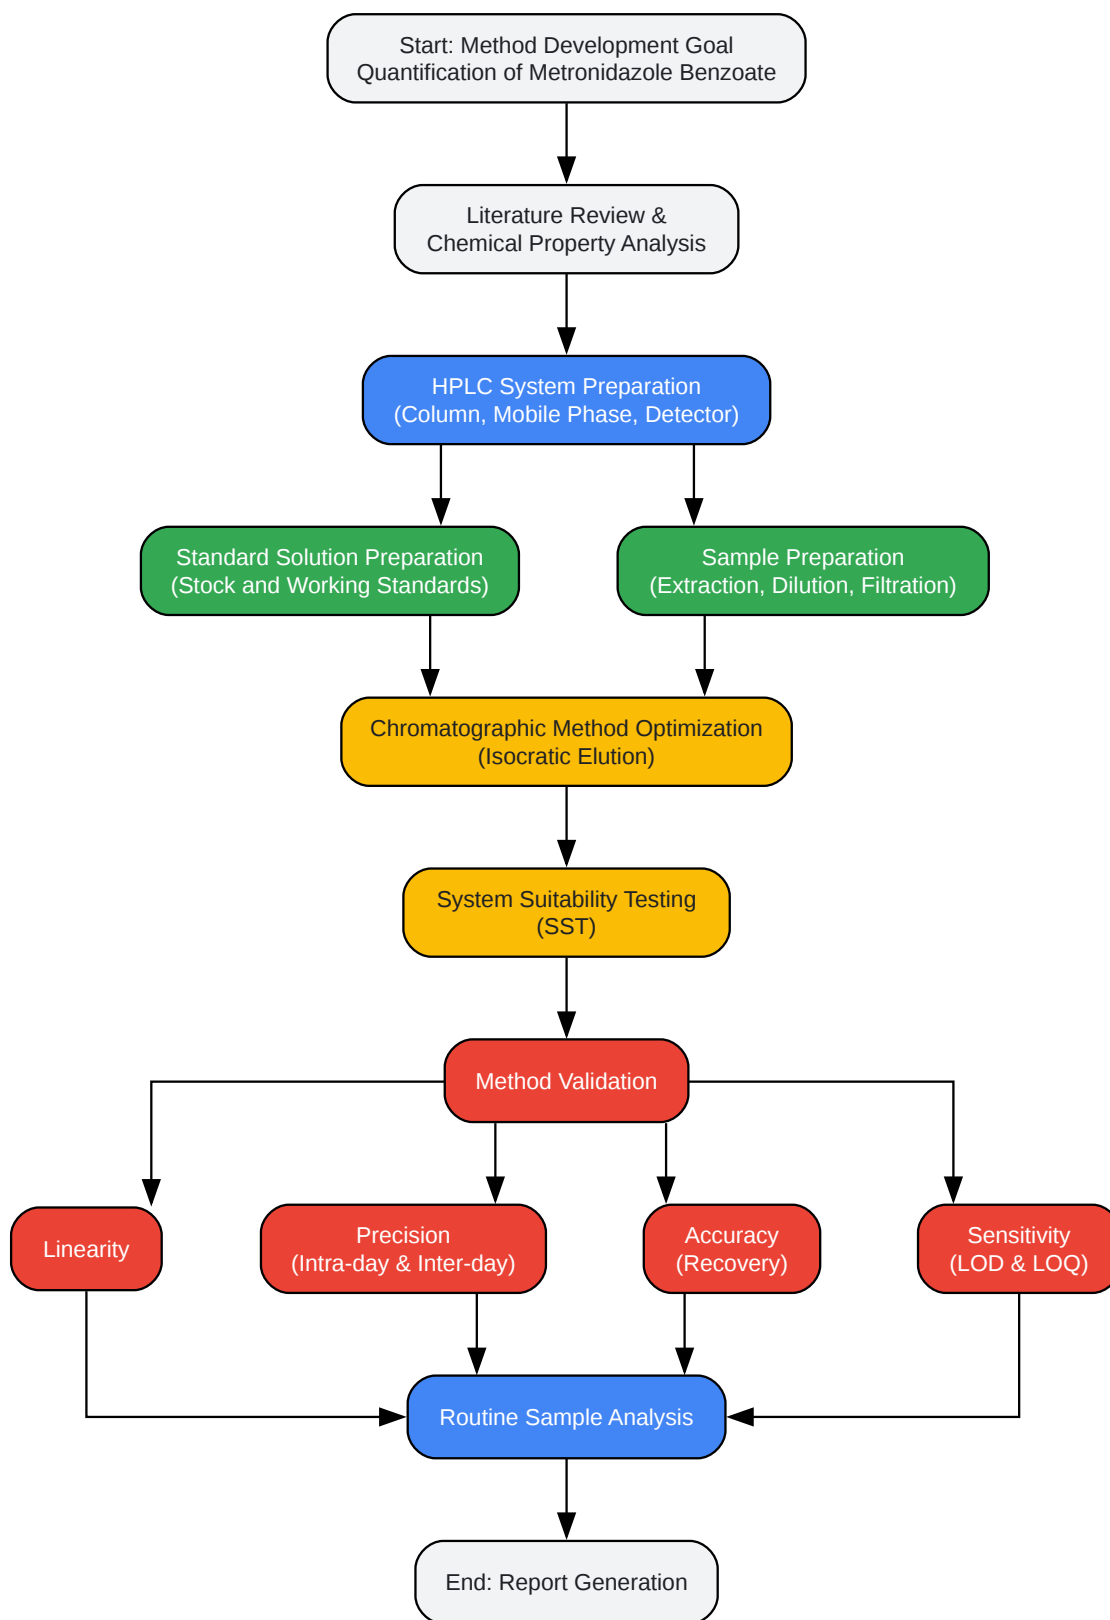 Start: Method Development Goal
Quantification of Metronidazole Benzoate
Literature Review &
Chemical Property Analysis
HPLC System Preparation
(Column, Mobile Phase, Detector)
Standard Solution Preparation
(Stock and Working Standards)
Sample Preparation
(Extraction, Dilution, Filtration)
Chromatographic Method Optimization
(Isocratic Elution)
System Suitability Testing
(SST)
Method Validation
Linearity
Precision
(Intra-day & Inter-day)
Accuracy
(Recovery)
Sensitivity
(LOD & LOQ)
Routine Sample Analysis
End: Report Generation